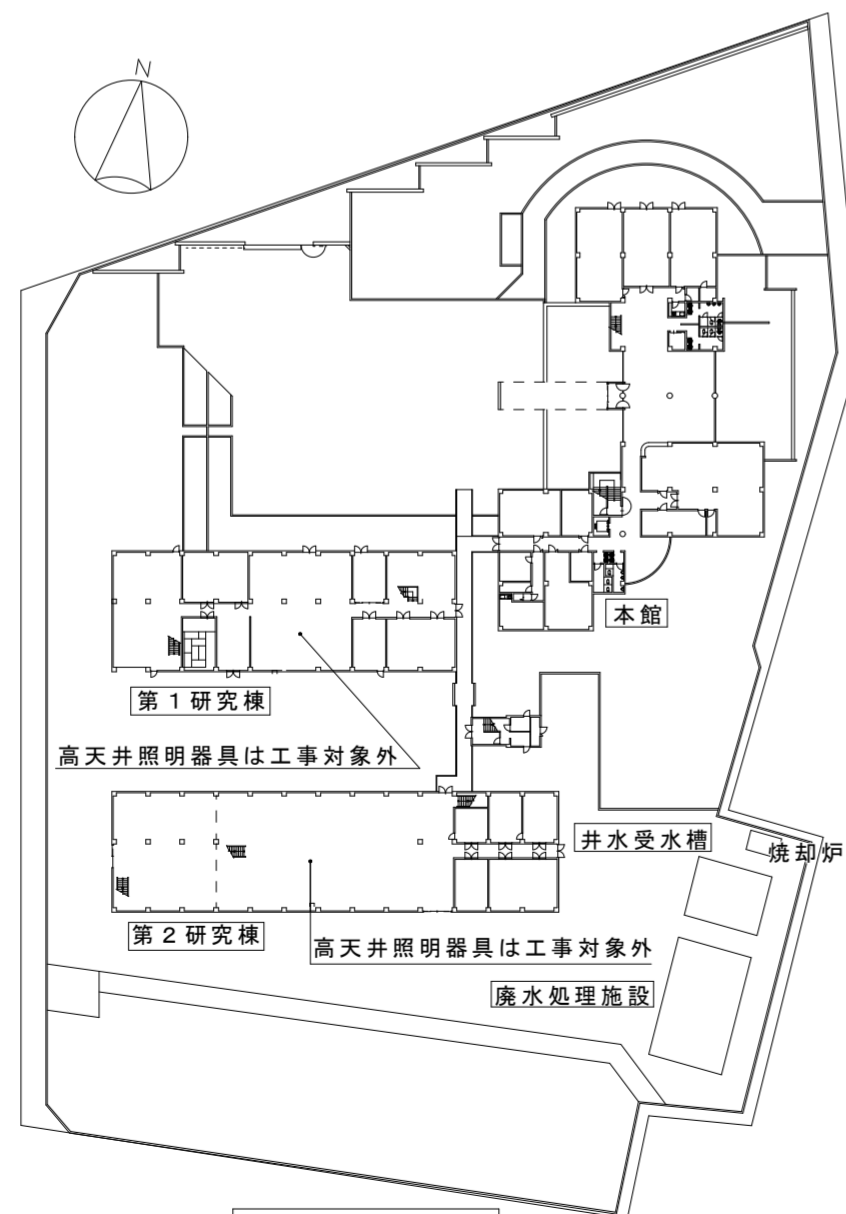 N
本館
第１研究棟
高天井照明器具は工事対象外
井水受水槽
焼却炉
第２研究棟
高天井照明器具は工事対象外
廃水処理施設